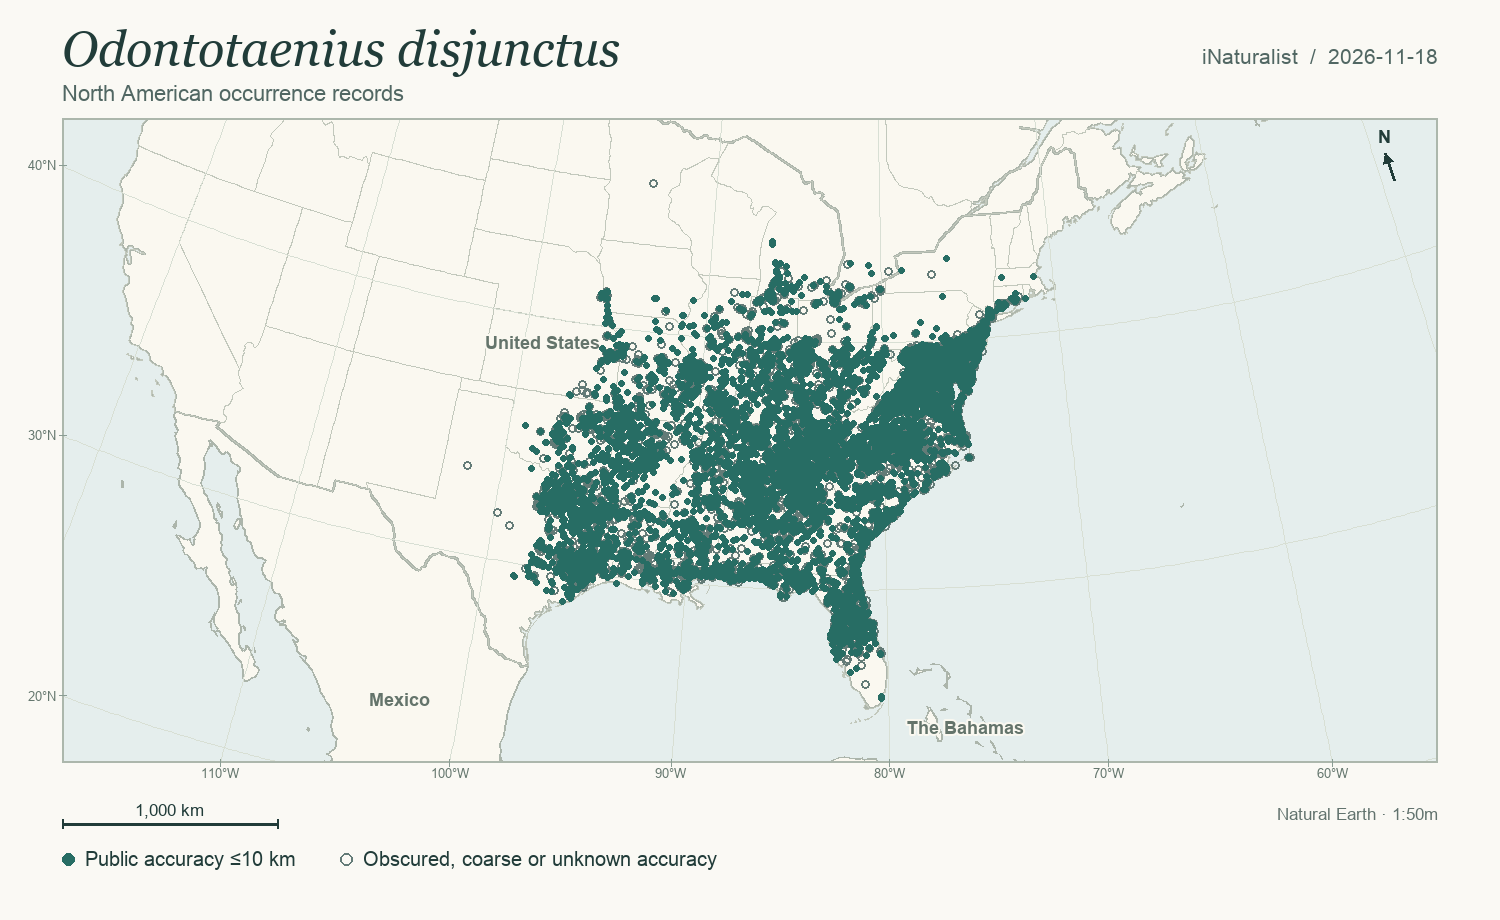 Odontotaenius disjunctus
iNaturalist / 2026-11-18
North American occurrence records
N
40°N
30°N
20°N
United States
Mexico
The Bahamas
110°W
100°W
90°W
80°W
70°W
60°W
1,000 km
Natural Earth · 1:50m
Public accuracy ≤10 km
Obscured, coarse or unknown accuracy